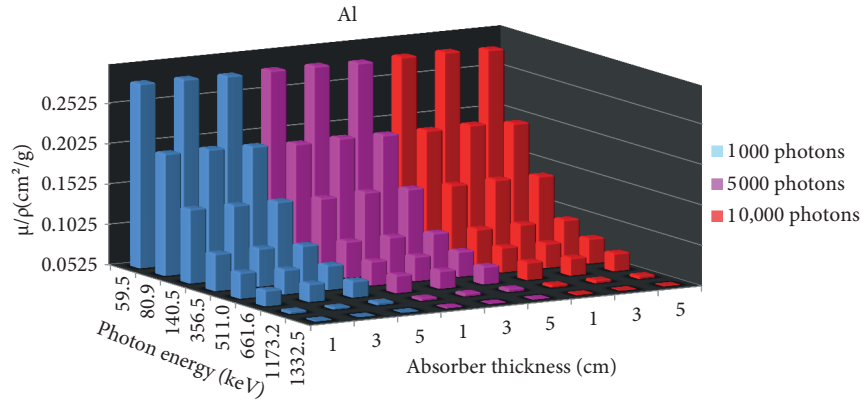 Al
0.2525
0.2025
0.1525
0.1025
0.0525
μ/ρ(cm²/g)
59.5
80.9
140.5
356.5
511.0
661.6
1173.2
1332.5
Photon energy (keV)
1 3 5 1 3 5 1 3 5
Absorber thickness (cm)
1000 photons
5000 photons
10,000 photons